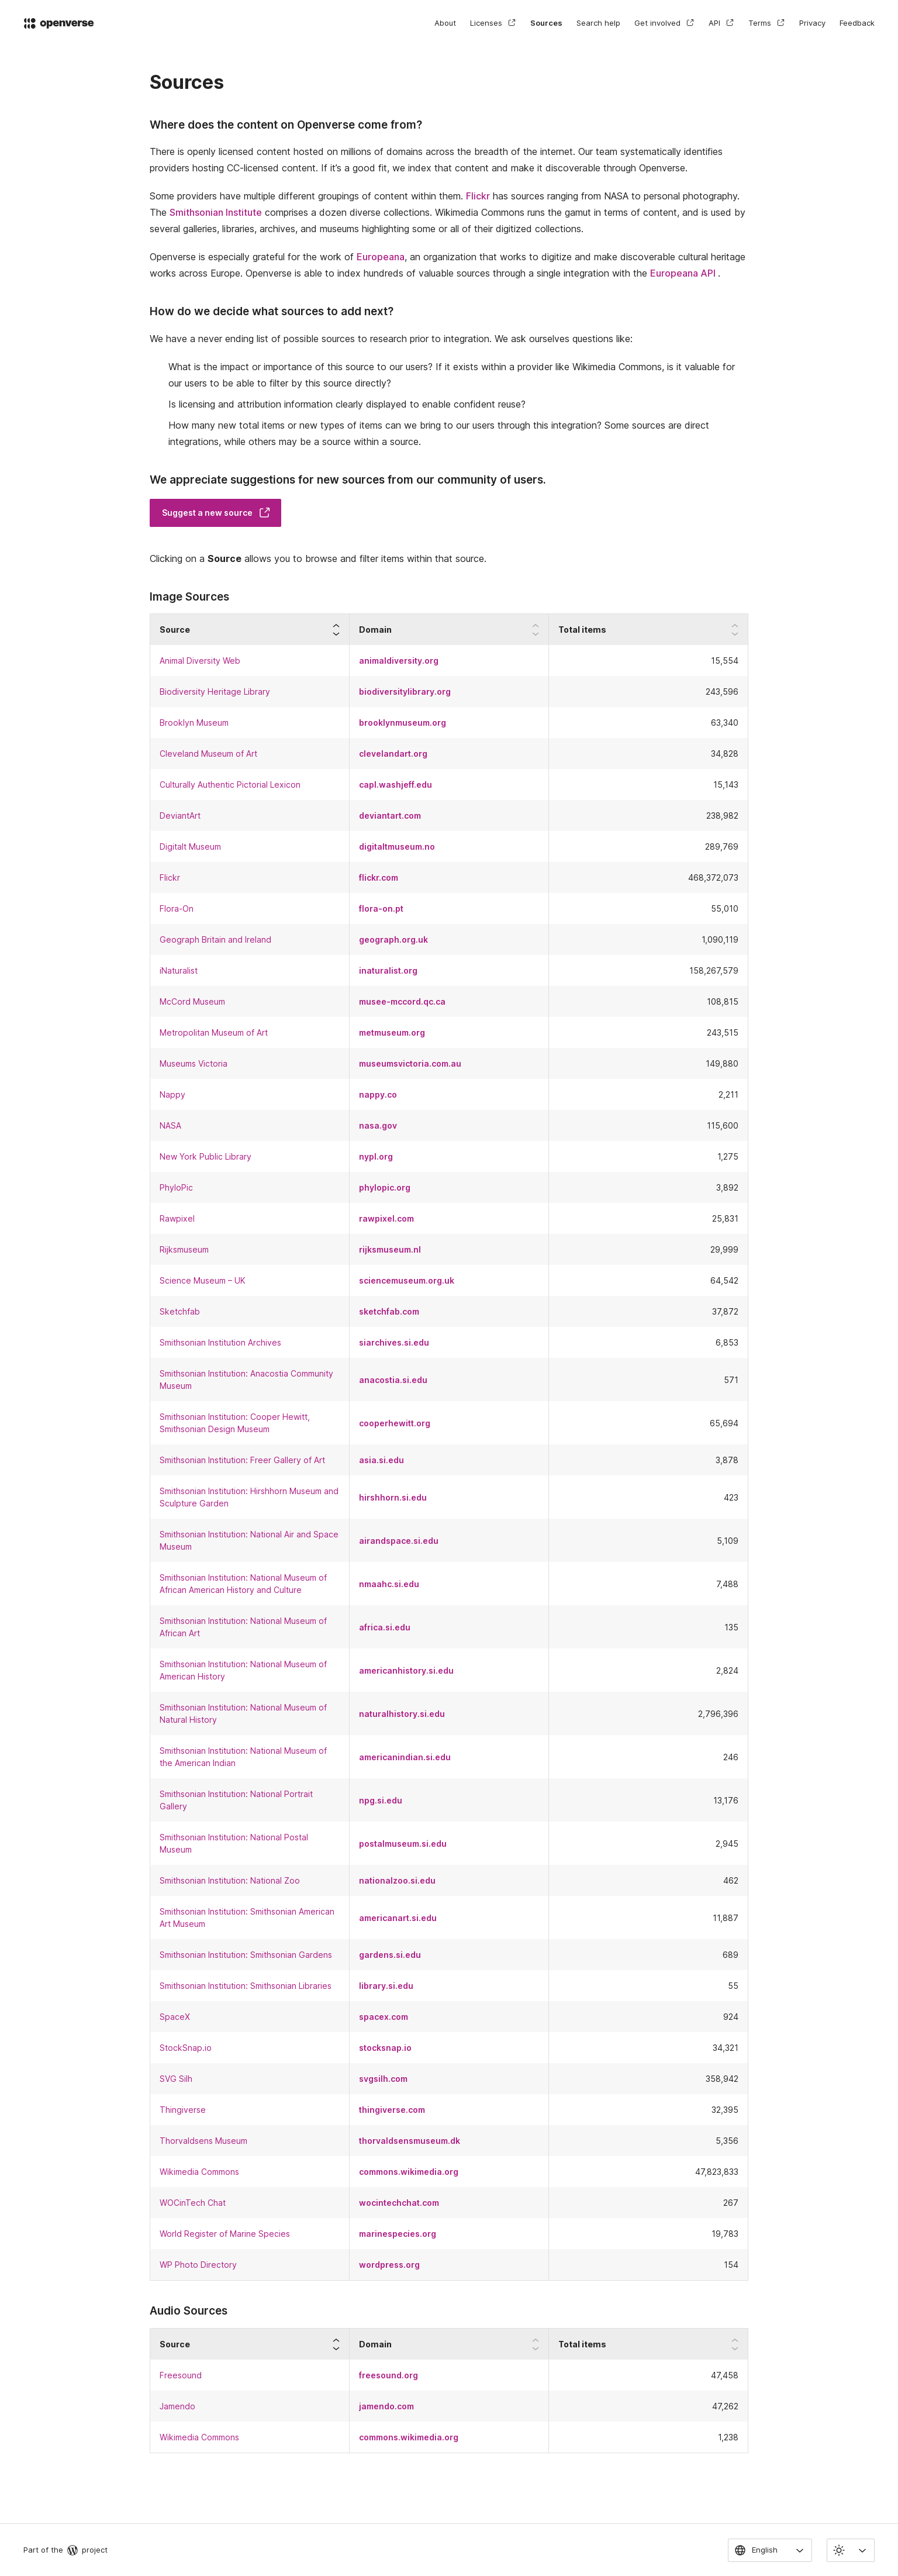 openverse
About Licenses Sources Search help Get involved API Terms Privacy Feedback
Sources
Where does the content on Openverse come from?
There is openly licensed content hosted on millions of domains across the breadth of the internet. Our team systematically identifies
providers hosting CC-licensed content. If it's a good fit, we index that content and make it discoverable through Openverse.
Some providers have multiple different groupings of content within them. Flickr has sources ranging from NASA to personal photography.
The Smithsonian Institute comprises a dozen diverse collections. Wikimedia Commons runs the gamut in terms of content, and is used by
several galleries, libraries, archives, and museums highlighting some or all of their digitized collections.
Openverse is especially grateful for the work of Europeana, an organization that works to digitize and make discoverable cultural heritage
works across Europe. Openverse is able to index hundreds of valuable sources through a single integration with the Europeana API .
How do we decide what sources to add next?
We have a never ending list of possible sources to research prior to integration. We ask ourselves questions like:
What is the impact or importance of this source to our users? If it exists within a provider like Wikimedia Commons, is it valuable for
our users to be able to filter by this source directly?
Is licensing and attribution information clearly displayed to enable confident reuse?
How many new total items or new types of items can we bring to our users through this integration? Some sources are direct
integrations, while others may be a source within a source.
We appreciate suggestions for new sources from our community of users.
Suggest a new source
Clicking on a Source allows you to browse and filter items within that source.
Image Sources
Source Domain Total items
Animal Diversity Web animaldiversity.org 15,554
Biodiversity Heritage Library biodiversitylibrary.org 243,596
Brooklyn Museum brooklynmuseum.org 63,340
Cleveland Museum of Art clevelandart.org 34,828
Culturally Authentic Pictorial Lexicon capl.washjeff.edu 15,143
DeviantArt deviantart.com 238,982
Digitalt Museum digitaltmuseum.no 289,769
Flickr flickr.com 468,372,073
Flora-On flora-on.pt 55,010
Geograph Britain and Ireland geograph.org.uk 1,090,119
iNaturalist inaturalist.org 158,267,579
McCord Museum musee-mccord.qc.ca 108,815
Metropolitan Museum of Art metmuseum.org 243,515
Museums Victoria museumsvictoria.com.au 149,880
Nappy nappy.co 2,211
NASA nasa.gov 115,600
New York Public Library nypl.org 1,275
PhyloPic phylopic.org 3,892
Rawpixel rawpixel.com 25,831
Rijksmuseum rijksmuseum.nl 29,999
Science Museum – UK sciencemuseum.org.uk 64,542
Sketchfab sketchfab.com 37,872
Smithsonian Institution Archives siarchives.si.edu 6,853
Smithsonian Institution: Anacostia Community
Museum anacostia.si.edu 571
Smithsonian Institution: Cooper Hewitt,
Smithsonian Design Museum cooperhewitt.org 65,694
Smithsonian Institution: Freer Gallery of Art asia.si.edu 3,878
Smithsonian Institution: Hirshhorn Museum and
Sculpture Garden hirshhorn.si.edu 423
Smithsonian Institution: National Air and Space
Museum airandspace.si.edu 5,109
Smithsonian Institution: National Museum of
African American History and Culture nmaahc.si.edu 7,488
Smithsonian Institution: National Museum of
African Art africa.si.edu 135
Smithsonian Institution: National Museum of
American History americanhistory.si.edu 2,824
Smithsonian Institution: National Museum of
Natural History naturalhistory.si.edu 2,796,396
Smithsonian Institution: National Museum of
the American Indian americanindian.si.edu 246
Smithsonian Institution: National Portrait
Gallery npg.si.edu 13,176
Smithsonian Institution: National Postal
Museum postalmuseum.si.edu 2,945
Smithsonian Institution: National Zoo nationalzoo.si.edu 462
Smithsonian Institution: Smithsonian American
Art Museum americanart.si.edu 11,887
Smithsonian Institution: Smithsonian Gardens gardens.si.edu 689
Smithsonian Institution: Smithsonian Libraries library.si.edu 55
SpaceX spacex.com 924
StockSnap.io stocksnap.io 34,321
SVG Silh svgsilh.com 358,942
Thingiverse thingiverse.com 32,395
Thorvaldsens Museum thorvaldsensmuseum.dk 5,356
Wikimedia Commons commons.wikimedia.org 47,823,833
WOCinTech Chat wocintechchat.com 267
World Register of Marine Species marinespecies.org 19,783
WP Photo Directory wordpress.org 154
Audio Sources
Source Domain Total items
Freesound freesound.org 47,458
Jamendo jamendo.com 47,262
Wikimedia Commons commons.wikimedia.org 1,238
Part of the project
English